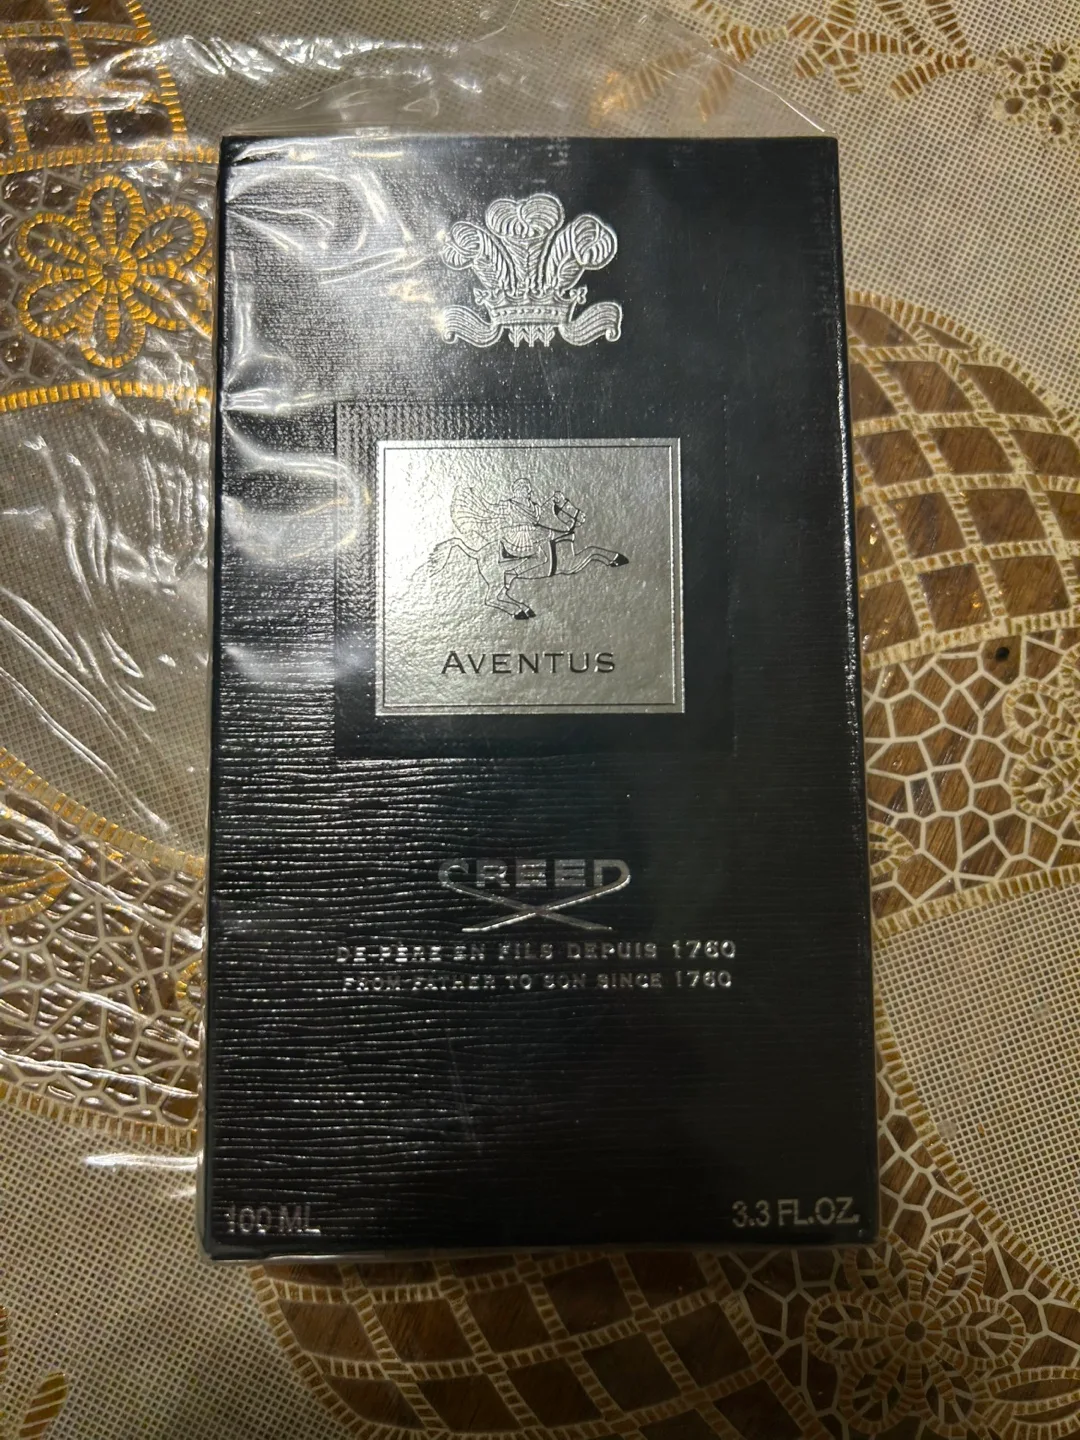 AVENTUS
CREED
DE PÈRE EN FILS DEPUIS 1760
FROM FATHER TO SON SINCE 1760
100 ML
3.3 FL.OZ.